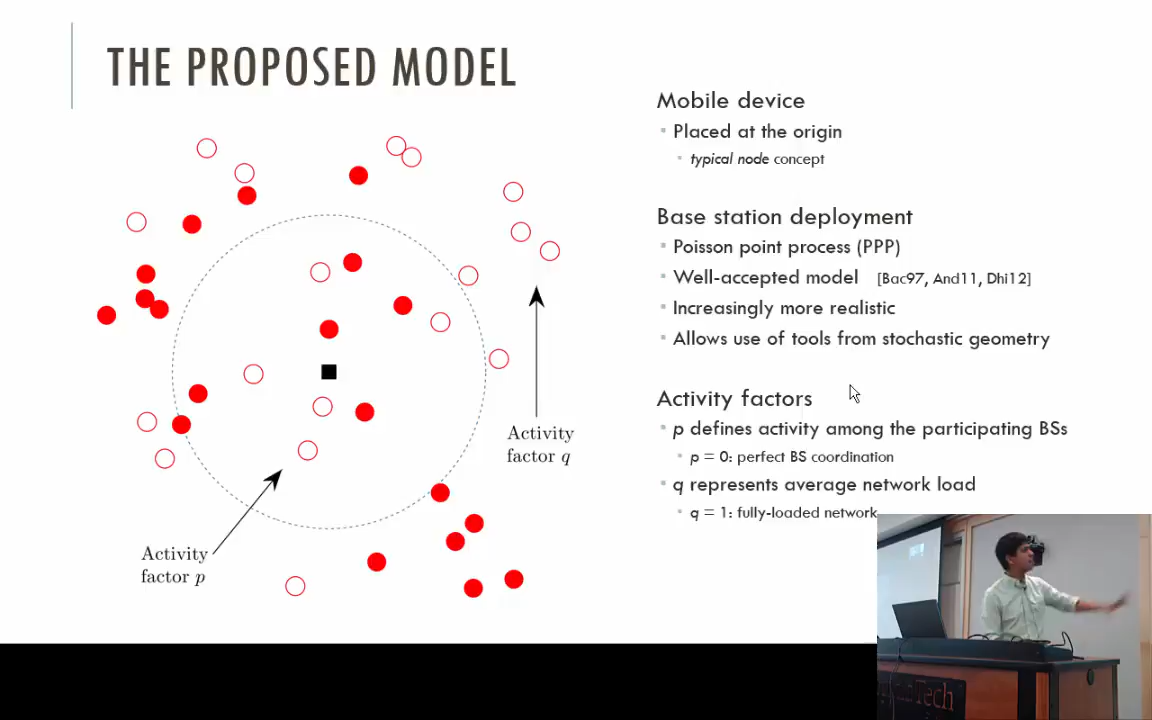 THE PROPOSED MODEL
Mobile device
Placed at the origin
typical node concept
Base station deployment
Poisson point process (PPP)
Well-accepted model [Bac97, And11, Dhi12]
Increasingly more realistic
Allows use of tools from stochastic geometry
Activity factors
p defines activity among the participating BSs
p = 0: perfect BS coordination
q represents average network load
q = 1: fully-loaded network
Activity
factor q
Activity
factor p
Tech